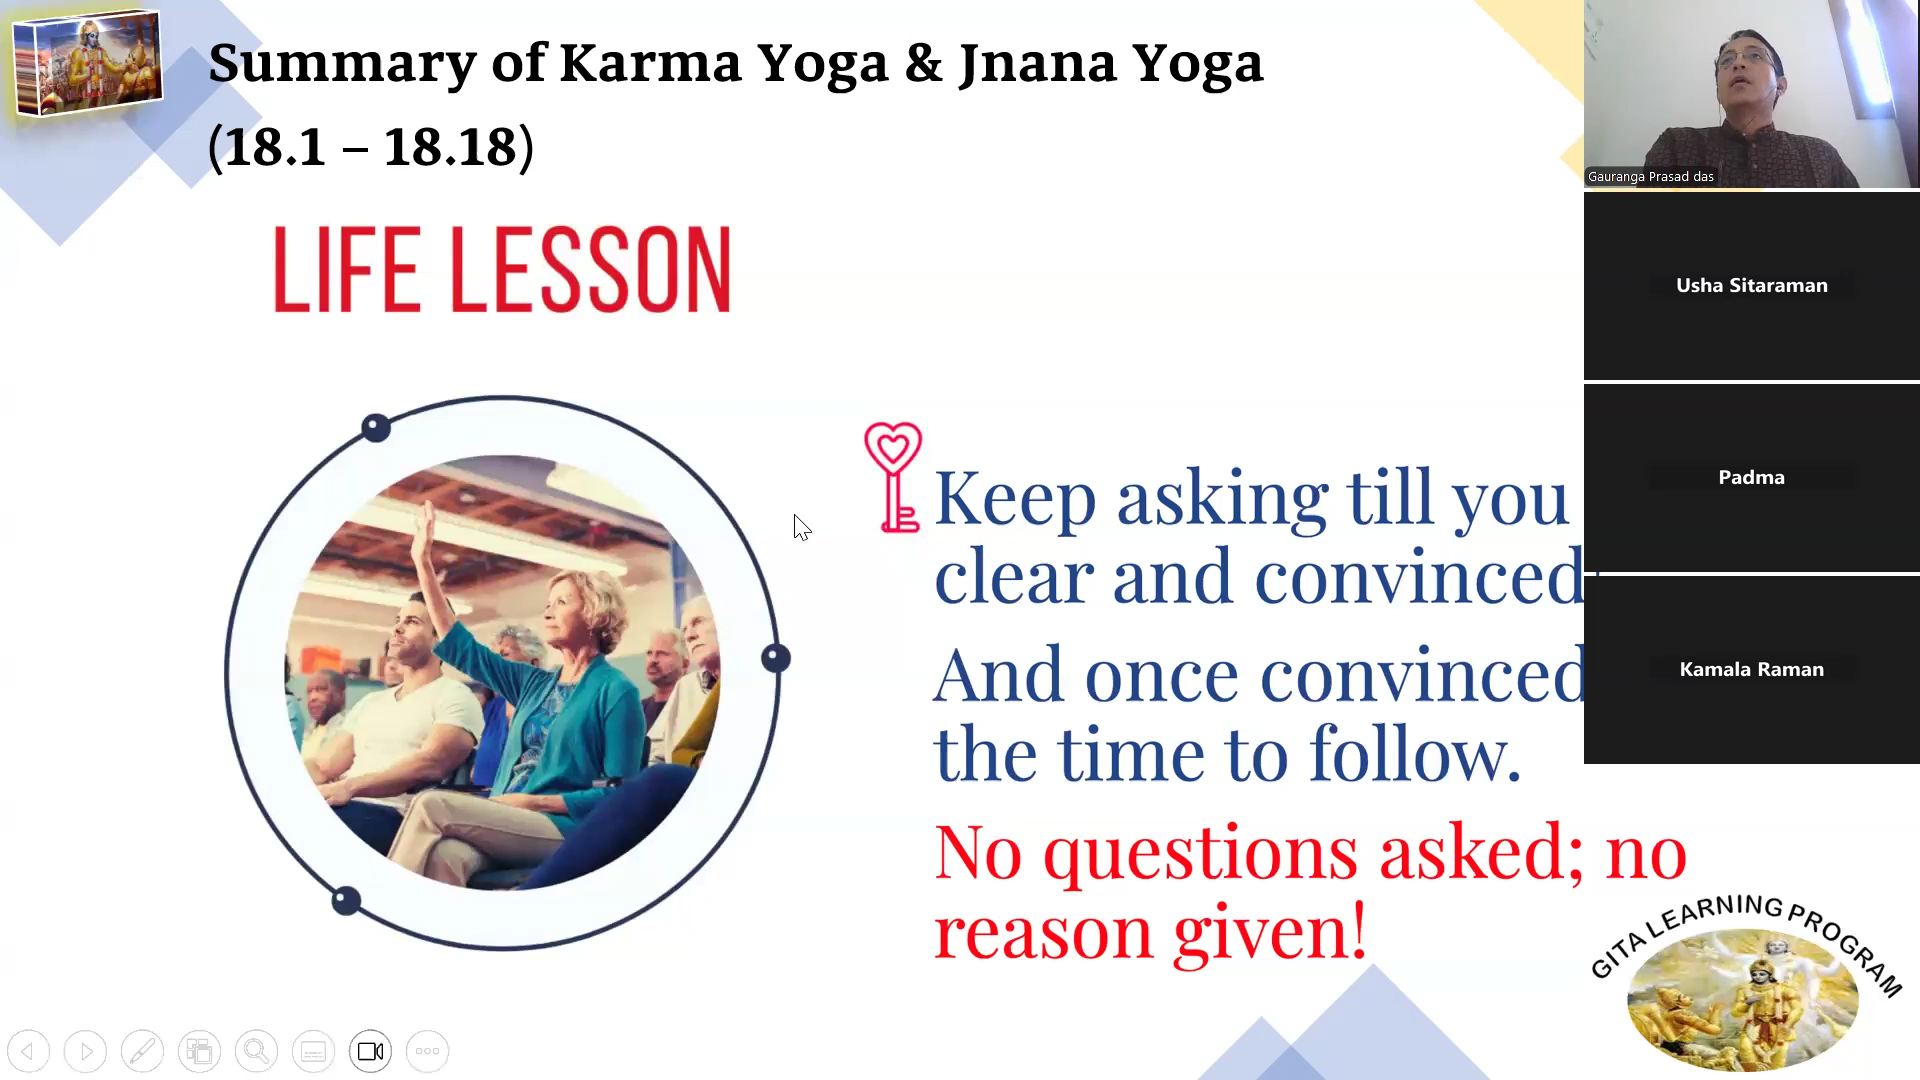 Summary of Karma Yoga & Jnana Yoga
(18.1 – 18.18)
LIFE LESSON
Keep asking till you
clear and convinced
And once convinced
the time to follow.
No questions asked; no
reason given!
Gauranga Prasad das
Usha Sitaraman
Padma
Kamala Raman
GITA LEARNING PROGRAM